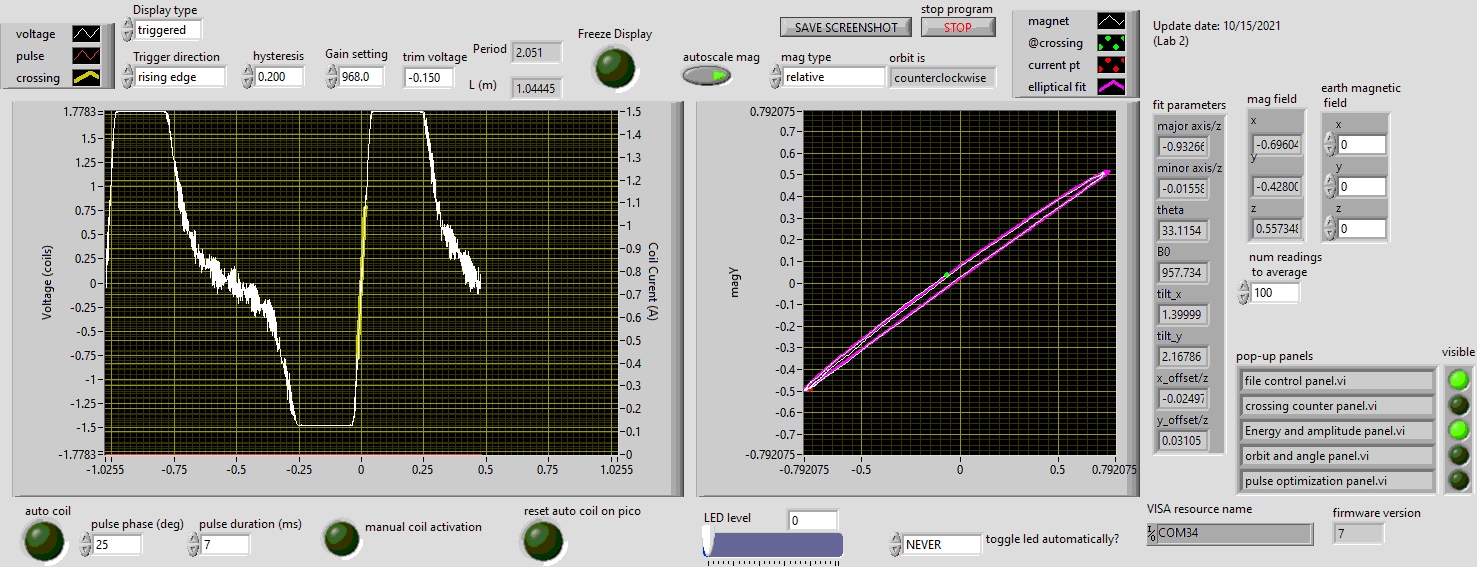 voltage
pulse
crossing
Display type
triggered
Trigger direction
rising edge
hysteresis
0.200
Gain setting
968.0
trim voltage
-0.150
Period
2.051
L (m)
1.04445
Freeze Display
autoscale mag
SAVE SCREENSHOT
stop program
STOP
mag type
relative
orbit is
counterclockwise
magnet
@crossing
current pt
elliptical fit
Update date: 10/15/2021
(Lab 2)
Voltage (coils)
1.7783
1.5
1.25
1
0.75
0.5
0.25
0
-0.25
-0.5
-0.75
-1
-1.25
-1.5
-1.7783
-1.0255
-0.75
-0.5
-0.25
0
0.25
0.5
0.75
1.0255
1.5
1.4
1.3
1.2
1.1
1
0.9
0.8
0.7
0.6
0.5
0.4
0.3
0.2
0.1
0
Coil Curent (A)
magY
0.792075
0.7
0.6
0.5
0.4
0.3
0.2
0.1
0
-0.1
-0.2
-0.3
-0.4
-0.5
-0.6
-0.7
-0.792075
-0.792075
-0.5
0
0.5
0.792075
fit parameters
major axis/z
-0.93266
minor axis/z
-0.01558
theta
33.1154
B0
957.734
tilt_x
1.39999
tilt_y
2.16786
x_offset/z
-0.02497
y_offset/z
0.03105
mag field
x
-0.69604
y
-0.42800
z
0.557348
earth magnetic
field
x
0
y
0
z
0
num readings
to average
100
pop-up panels
visible
file control panel.vi
crossing counter panel.vi
Energy and amplitude panel.vi
orbit and angle panel.vi
pulse optimization panel.vi
auto coil
pulse phase (deg)
25
pulse duration (ms)
7
manual coil activation
reset auto coil on pico
LED level
0
NEVER
toggle led automatically?
VISA resource name
COM34
firmware version
7